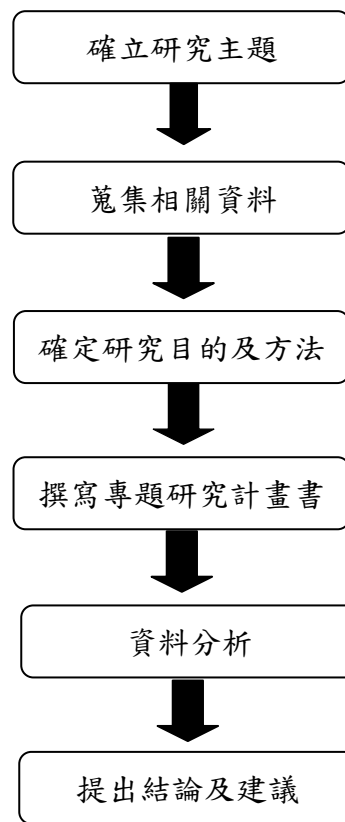 確立研究主題
蒐集相關資料
確定研究目的及方法
撰寫專題研究計畫書
資料分析
提出結論及建議